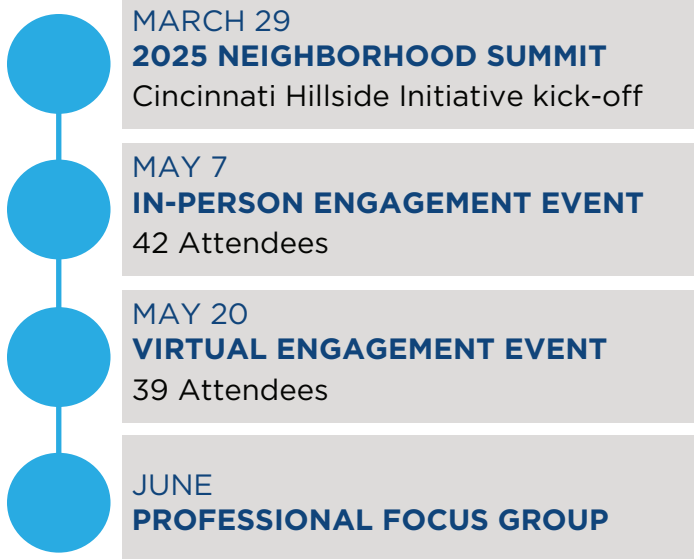 MARCH 29
2025 NEIGHBORHOOD SUMMIT
Cincinnati Hillside Initiative kick-off
MAY 7
IN-PERSON ENGAGEMENT EVENT
42 Attendees
MAY 20
VIRTUAL ENGAGEMENT EVENT
39 Attendees
JUNE
PROFESSIONAL FOCUS GROUP